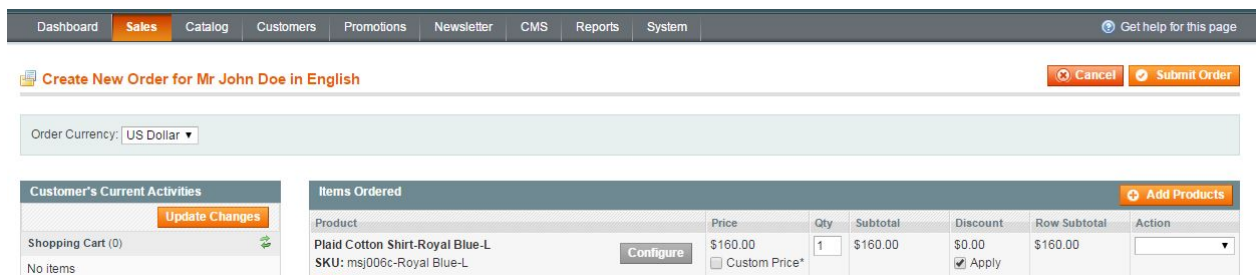 Dashboard Sales Catalog Customers Promotions Newsletter CMS Reports System Get help for this page
Create New Order for Mr John Doe in English Cancel Submit Order
Order Currency: US Dollar
Customer's Current Activities
Update Changes
Shopping Cart (0)
No items
Items Ordered Add Products
Product Price Qty Subtotal Discount Row Subtotal Action
Plaid Cotton Shirt-Royal Blue-L Configure $160.00 1 $160.00 $0.00 $160.00
SKU: msj006c-Royal Blue-L Custom Price* Apply